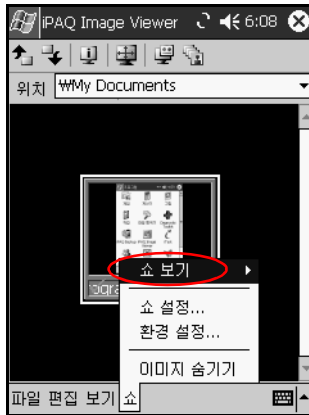 iPAQ Image Viewer 6:08
위치 ₩My Documents
쇼 보기
쇼 설정...
환경 설정...
이미지 숨기기
파일 편집 보기 쇼